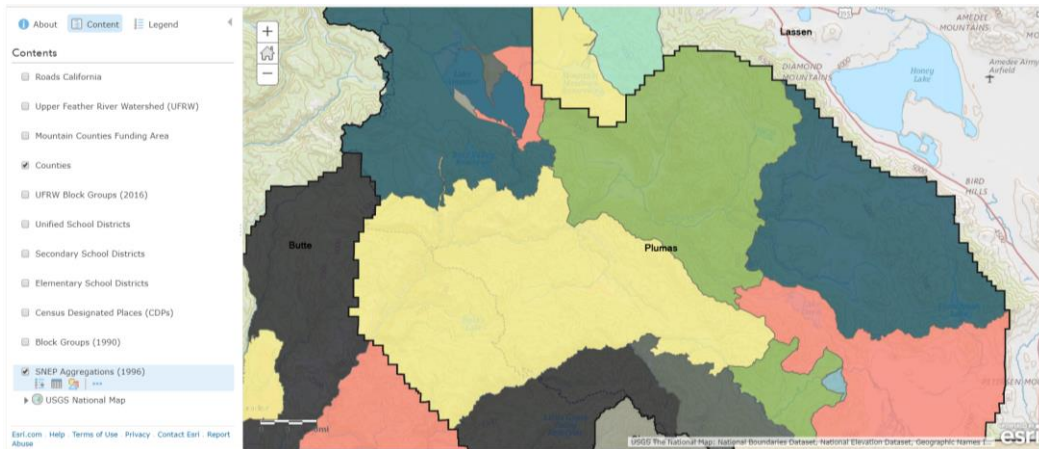 About
Content
Legend
Contents
Roads California
Upper Feather River Watershed (UFRW)
Mountain Counties Funding Area
Counties
UFRW Block Groups (2016)
Unified School Districts
Secondary School Districts
Elementary School Districts
Census Designated Places (CDPs)
Block Groups (1990)
SNEP Aggregations (1996)
USGS National Map
Esri.com . Help . Terms of Use . Privacy . Contact Esri . Report
Abuse
+
−
Lassen
AMEDEE
MOUNTAINS
Amedee Army
Airfield
DIAMOND
MOUNTAINS
Honey
Lake
BIRD
HILLS
Butte
Plumas
USGS The National Map: National Boundaries Dataset, National Elevation Dataset, Geographic Names I...
esri